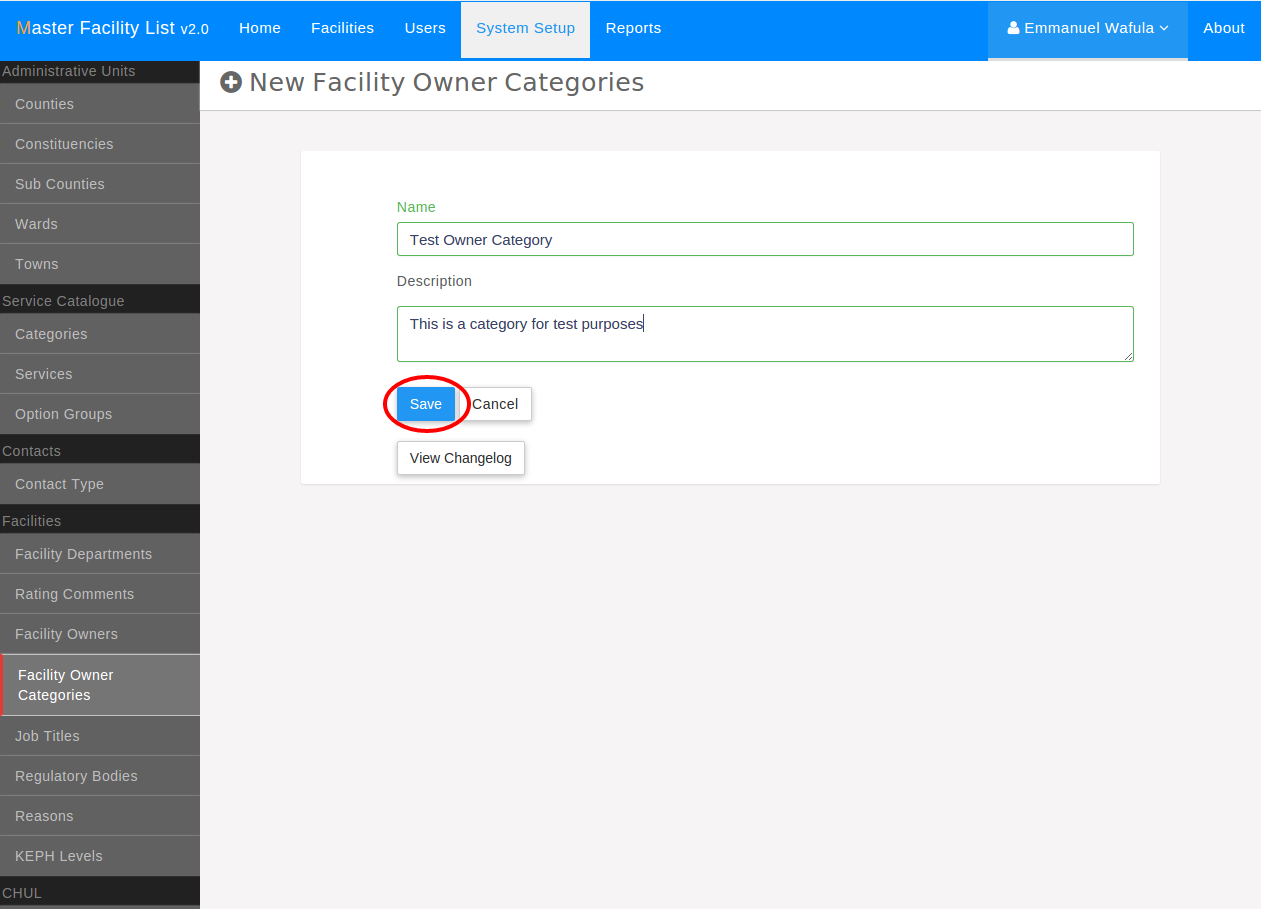 Master Facility List v2.0 Home Facilities Users System Setup Reports Emmanuel Wafula About
Administrative Units
Counties
Constituencies
Sub Counties
Wards
Towns
Service Catalogue
Categories
Services
Option Groups
Contacts
Contact Type
Facilities
Facility Departments
Rating Comments
Facility Owners
Facility Owner
Categories
Job Titles
Regulatory Bodies
Reasons
KEPH Levels
CHUL
New Facility Owner Categories
Name
Test Owner Category
Description
This is a category for test purposes
Save Cancel
View Changelog